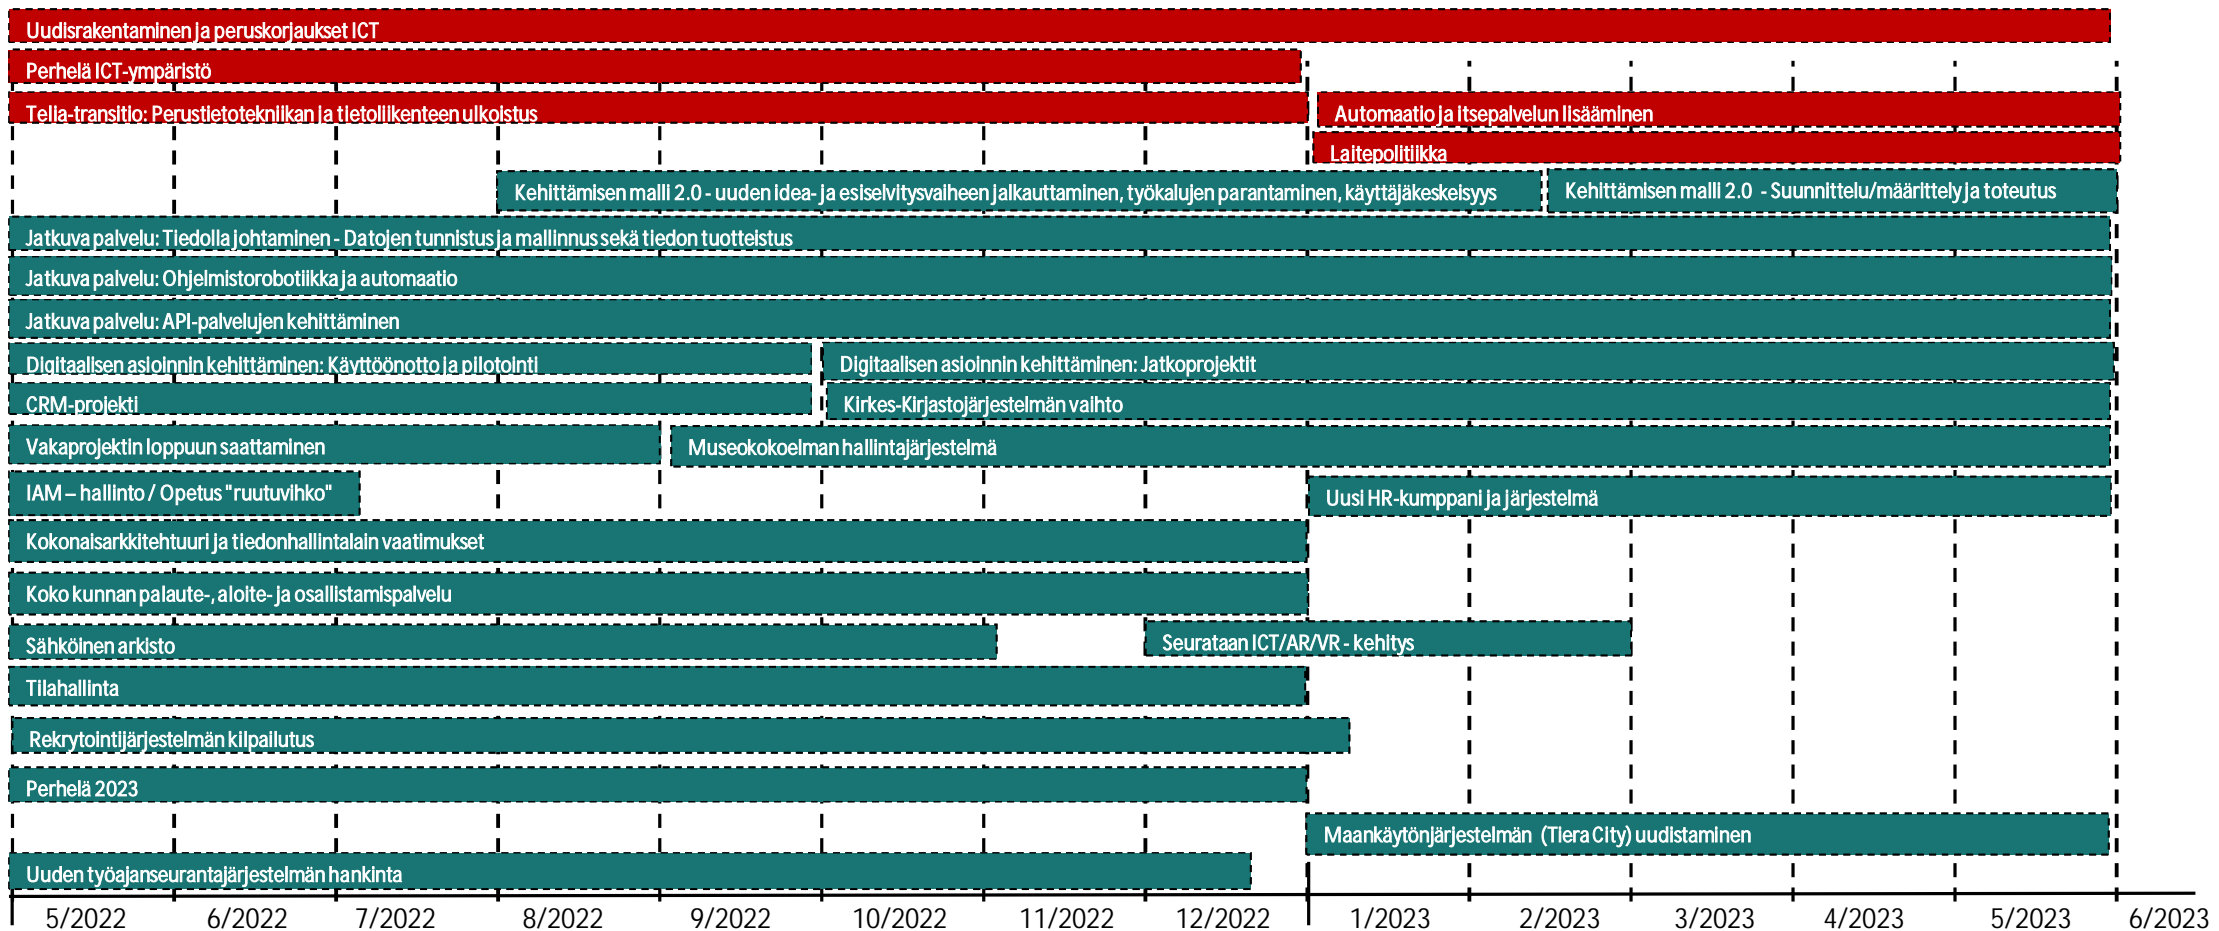 Uudisrakentaminen ja peruskorjaukset ICT
Perhelä ICT-ympäristö
Telia-transitio: Perustietotekniikan ja tietoliikenteen ulkoistus
Automaatio ja itsepalvelun lisääminen
Laitepolitiikka
Kehittämisen malli 2.0 - uuden idea- ja esiselvitysvaiheen jalkauttaminen, työkalujen parantaminen, käyttäjäkeskeisyys
Kehittämisen malli 2.0 - Suunnittelu/määrittely ja toteutus
Jatkuva palvelu: Tiedolla johtaminen - Datojen tunnistus ja mallinnus sekä tiedon tuotteistus
Jatkuva palvelu: Ohjelmistorobotiikka ja automaatio
Jatkuva palvelu: API-palvelujen kehittäminen
Digitaalisen asioinnin kehittäminen: Käyttöönotto ja pilotointi
Digitaalisen asioinnin kehittäminen: Jatkoprojektit
CRM-projekti
Kirkes-Kirjastojärjestelmän vaihto
Vakaprojektin loppuun saattaminen
Museokokoelman hallintajärjestelmä
IAM – hallinto / Opetus "ruutuvihko"
Uusi HR-kumppani ja järjestelmä
Kokonaisarkkitehtuuri ja tiedonhallintalain vaatimukset
Koko kunnan palaute-, aloite- ja osallistamispalvelu
Sähköinen arkisto
Seurataan ICT/AR/VR - kehitys
Tilahallinta
Rekrytointijärjestelmän kilpailutus
Perhelä 2023
Maankäytönjärjestelmän (Tiera City) uudistaminen
Uuden työajanseurantajärjestelmän hankinta
5/2022 6/2022 7/2022 8/2022 9/2022 10/2022 11/2022 12/2022 1/2023 2/2023 3/2023 4/2023 5/2023 6/2023